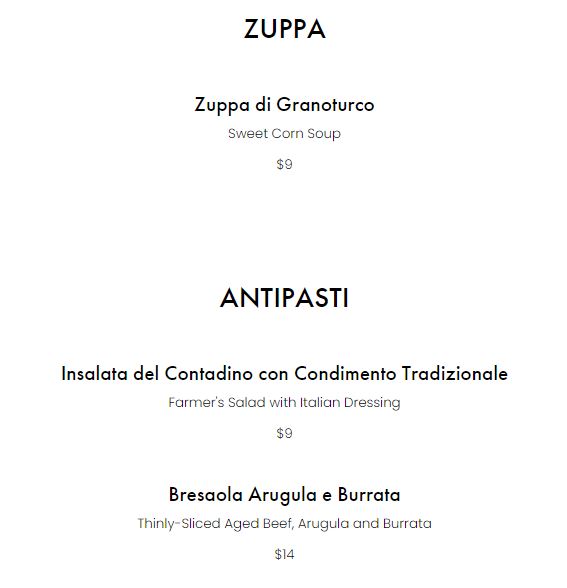 ZUPPA
Zuppa di Granoturco
Sweet Corn Soup
$9
ANTIPASTI
Insalata del Contadino con Condimento Tradizionale
Farmer's Salad with Italian Dressing
$9
Bresaola Arugula e Burrata
Thinly-Sliced Aged Beef, Arugula and Burrata
$14